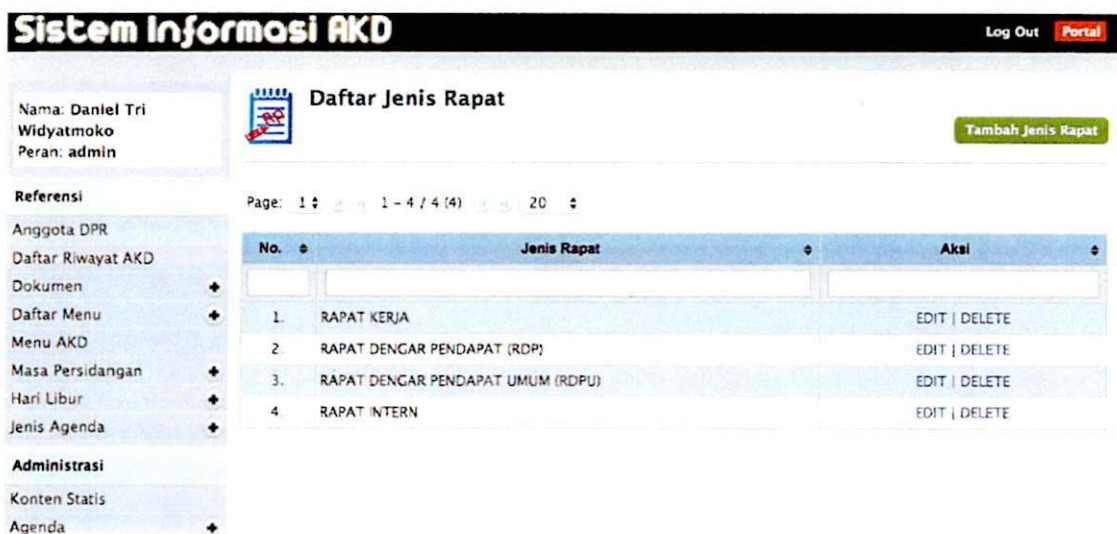 Sistem Informasi AKD
Log Out Portal
Nama: Daniel Tri
Widyatmoko
Peran: admin
Daftar Jenis Rapat
Tambah Jenis Rapat
Referensi
Anggota DPR
Daftar Riwayat AKD
Dokumen
Daftar Menu
Menu AKD
Masa Persidangan
Hari Libur
Jenis Agenda
Administrasi
Konten Statis
Agenda
Page: 1 1 - 4 / 4 (4) 20
No. Jenis Rapat Aksi
1. RAPAT KERJA EDIT | DELETE
2. RAPAT DENGAR PENDAPAT (RDP) EDIT | DELETE
3. RAPAT DENGAR PENDAPAT UMUM (RDPU) EDIT | DELETE
4. RAPAT INTERN EDIT | DELETE